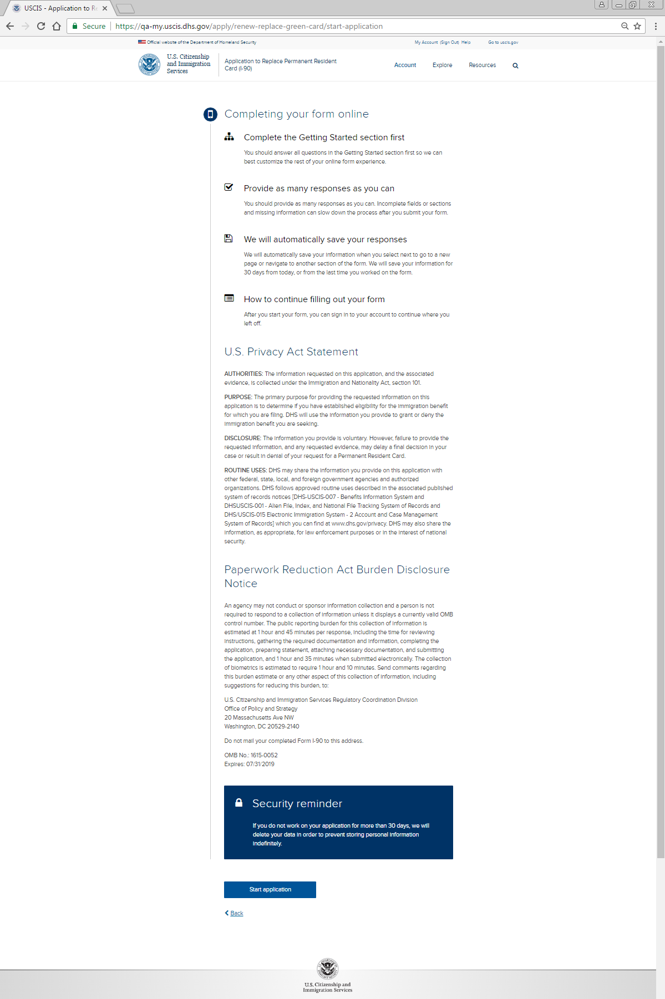 USCIS - Application to Re
Secure https://qa-my.uscis.dhs.gov/apply/renew-replace-green-card/start-application
Official website of the Department of Homeland Security
My Account (Sign Out) Help Go to uscis.gov
U.S. Citizenship
and Immigration
Services
Application to Replace Permanent Resident
Card (I-90)
Account Explore Resources
Completing your form online
Complete the Getting Started section first
You should answer all questions in the Getting Started section first so we can
best customize the rest of your online form experience.
Provide as many responses as you can
You should provide as many responses as you can. Incomplete fields or sections
and missing information can slow down the process after you submit your form.
We will automatically save your responses
We will automatically save your information when you select next to go to a new
page or navigate to another section of the form. We will save your information for
30 days from today, or from the last time you worked on the form.
How to continue filling out your form
After you start your form, you can sign in to your account to continue where you
left off.
U.S. Privacy Act Statement
AUTHORITIES: The information requested on this application, and the associated
evidence, is collected under the Immigration and Nationality Act, section 101.
PURPOSE: The primary purpose for providing the requested information on this
application is to determine if you have established eligibility for the immigration benefit
for which you are filing. DHS will use the information you provide to grant or deny the
immigration benefit you are seeking.
DISCLOSURE: The information you provide is voluntary. However, failure to provide the
requested information, and any requested evidence, may delay a final decision in your
case or result in denial of your request for a Permanent Resident Card.
ROUTINE USES: DHS may share the information you provide on this application with
other federal, state, local, and foreign government agencies and authorized
organizations. DHS follows approved routine uses described in the associated published
system of records notices [DHS-USCIS-007 - Benefits Information System and
DHSUSCIS-001 - Alien File, Index, and National File Tracking System of Records and
DHS/USCIS-015 Electronic Immigration System - 2 Account and Case Management
System of Records] which you can find at www.dhs.gov/privacy. DHS may also share the
information, as appropriate, for law enforcement purposes or in the interest of national
security.
Paperwork Reduction Act Burden Disclosure
Notice
An agency may not conduct or sponsor information collection and a person is not
required to respond to a collection of information unless it displays a currently valid OMB
control number. The public reporting burden for this collection of information is
estimated at 1 hour and 45 minutes per response, including the time for reviewing
instructions, gathering the required documentation and information, completing the
application, preparing statement, attaching necessary documentation, and submitting
the application, and 1 hour and 35 minutes when submitted electronically. The collection
of biometrics is estimated to require 1 hour and 10 minutes. Send comments regarding
this burden estimate or any other aspect of this collection of information, including
suggestions for reducing this burden, to:
U.S. Citizenship and Immigration Services Regulatory Coordination Division
Office of Policy and Strategy
20 Massachusetts Ave NW
Washington, DC 20529-2140
Do not mail your completed Form I-90 to this address.
OMB No.: 1615-0052
Expires: 07/31/2019
Security reminder
If you do not work on your application for more than 30 days, we will
delete your data in order to prevent storing personal information
indefinitely.
Start application
Back
U.S. Citizenship and
Immigration Services